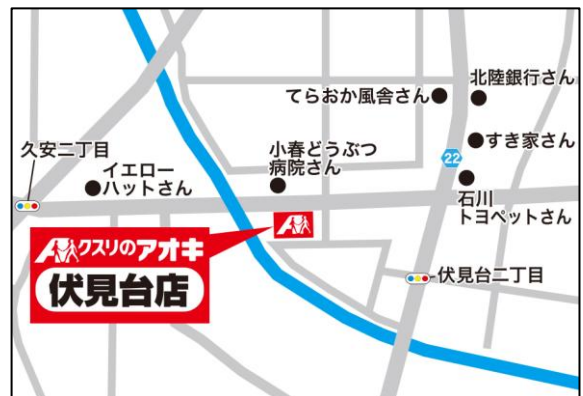 北陸銀行さん
てらおか風舎さん
すき家さん
22
久安二丁目
イエロー
ハットさん
小春どうぶつ
病院さん
石川
トヨペットさん
クスリのアオキ
伏見台店
伏見台二丁目